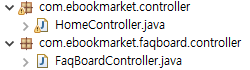 com.ebookmarket.controller
HomeController.java
com.ebookmarket.faqboard.controller
FaqBoardController.java